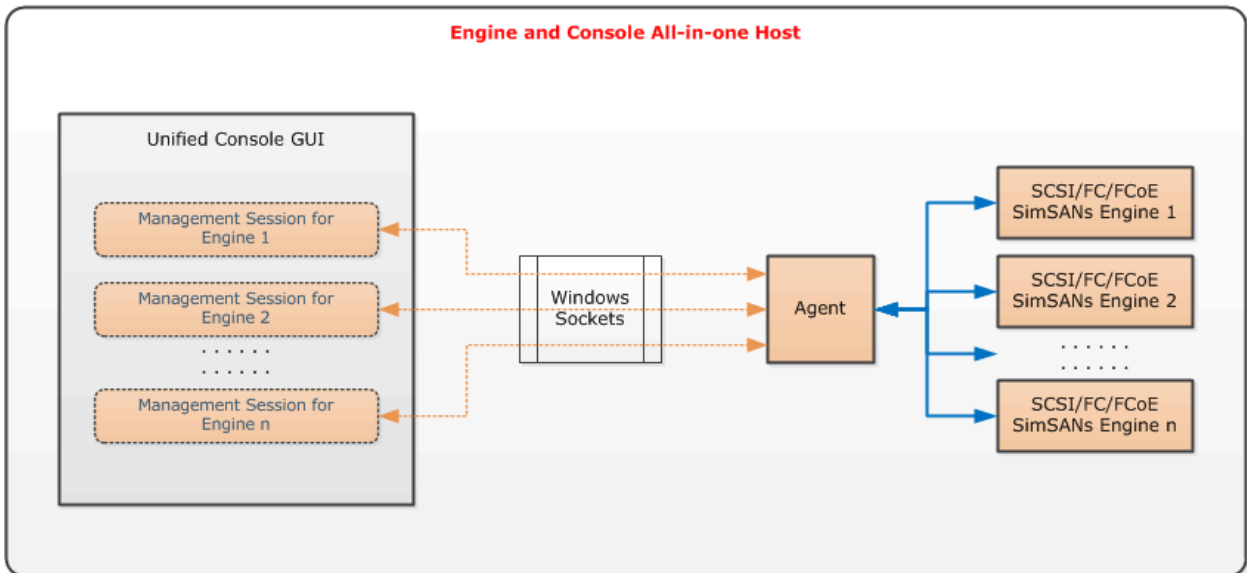 Engine and Console All-in-one Host
Unified Console GUI
Management Session for
Engine 1
Management Session for
Engine 2
. . . . . .
. . . . . .
Management Session for
Engine n
Windows
Sockets
Agent
SCSI/FC/FCoE
SimSANs Engine 1
SCSI/FC/FCoE
SimSANs Engine 2
. . . . . .
. . . . . .
SCSI/FC/FCoE
SimSANs Engine n